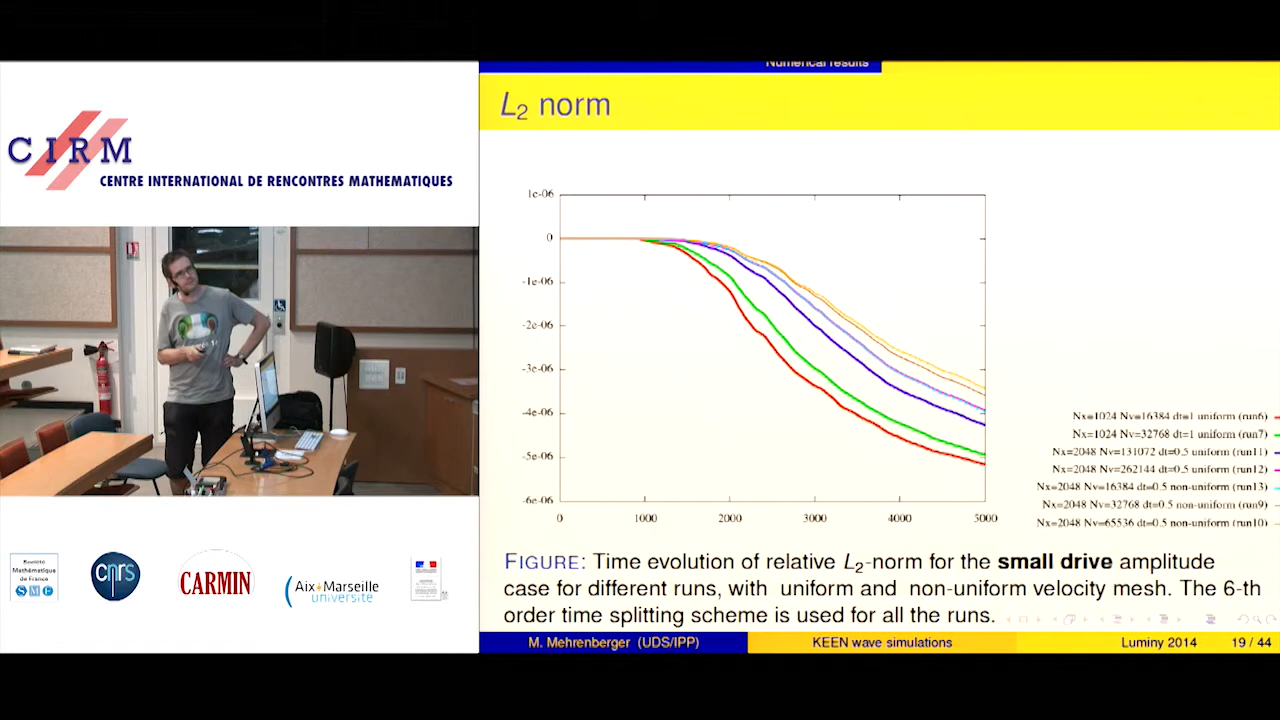 CIRM
CENTRE INTERNATIONAL DE RENCONTRES MATHEMATIQUES
Société
Mathématique
de France
S M F
cnrs
CARMIN
Aix*Marseille
université
Numerical results
L2 norm
1e-06
0
-1e-06
-2e-06
-3e-06
-4e-06
-5e-06
-6e-06
0 1000 2000 3000 4000 5000
Nx=1024 Nv=16384 dt=1 uniform (run6)
Nx=1024 Nv=32768 dt=1 uniform (run7)
Nx=2048 Nv=131072 dt=0.5 uniform (run11)
Nx=2048 Nv=262144 dt=0.5 uniform (run12)
Nx=2048 Nv=16384 dt=0.5 non-uniform (run13)
Nx=2048 Nv=32768 dt=0.5 non-uniform (run9)
Nx=2048 Nv=65536 dt=0.5 non-uniform (run10)
FIGURE: Time evolution of relative L2-norm for the small drive amplitude
case for different runs, with uniform and non-uniform velocity mesh. The 6-th
order time splitting scheme is used for all the runs.
M. Mehrenberger (UDS/IPP) KEEN wave simulations Luminy 2014 19 / 44